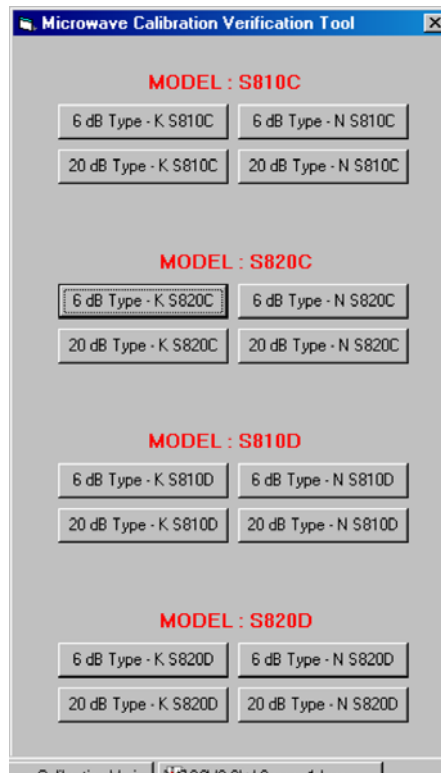 Microwave Calibration Verification Tool
MODEL : S810C
6 dB Type - K S810C 6 dB Type - N S810C
20 dB Type - K S810C 20 dB Type - N S810C
MODEL : S820C
6 dB Type - K S820C 6 dB Type - N S820C
20 dB Type - K S820C 20 dB Type - N S820C
MODEL : S810D
6 dB Type - K S810D 6 dB Type - N S810D
20 dB Type - K S810D 20 dB Type - N S810D
MODEL : S820D
6 dB Type - K S820D 6 dB Type - N S820D
20 dB Type - K S820D 20 dB Type - N S820D